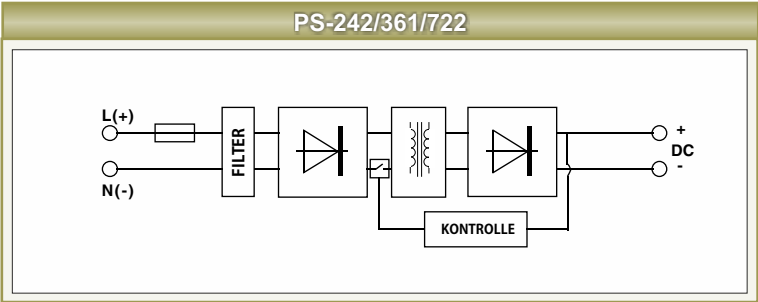 PS-242/361/722
L(+)
N(-)
FILTER
+
DC
-
KONTROLLE